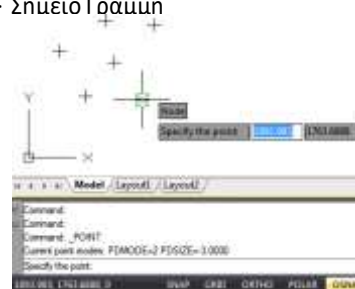 Σημείο Γραμμή
Y
Node
Specify the point:
X
Model Layout1 Layout2
Command:
Command:
Command: _POINT
Current point modes: PDMODE=2 PDSIZE=3.0000
Specify the point:
SNAP GRID ORTHO POLAR OSNAP